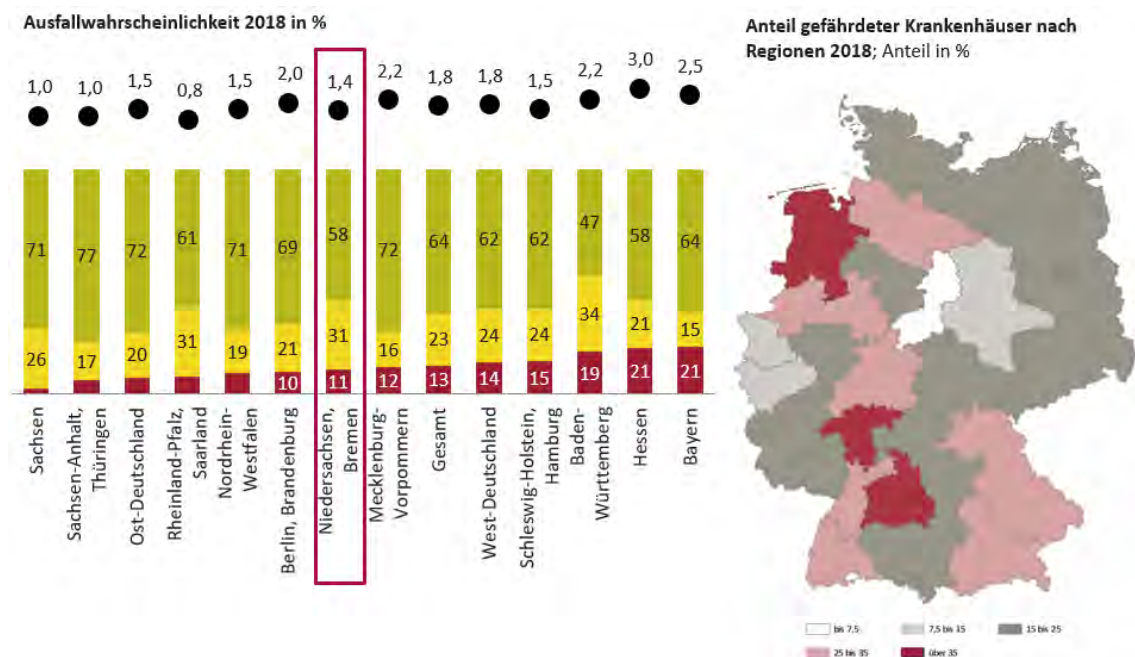 Ausfallwahrscheinlichkeit 2018 in %
1,0
1,0
1,5
0,8
1,5
2,0
1,4
2,2
1,8
1,8
1,5
2,2
3,0
2,5
71
77
72
61
71
69
58
72
64
62
62
47
58
64
26
17
20
31
19
21
31
16
23
24
24
34
21
15
10
11
12
13
14
15
19
21
21
Sachsen
Sachsen-Anhalt,
Thüringen
Ost-Deutschland
Rheinland-Pfalz,
Saarland
Nordrhein-
Westfalen
Berlin, Brandenburg
Niedersachsen,
Bremen
Mecklenburg-
Vorpommern
Gesamt
West-Deutschland
Schleswig-Holstein,
Hamburg
Baden-
Württemberg
Hessen
Bayern
Anteil gefährdeter Krankenhäuser nach
Regionen 2018; Anteil in %
bis 7,5
7,5 bis 15
15 bis 25
25 bis 35
über 35